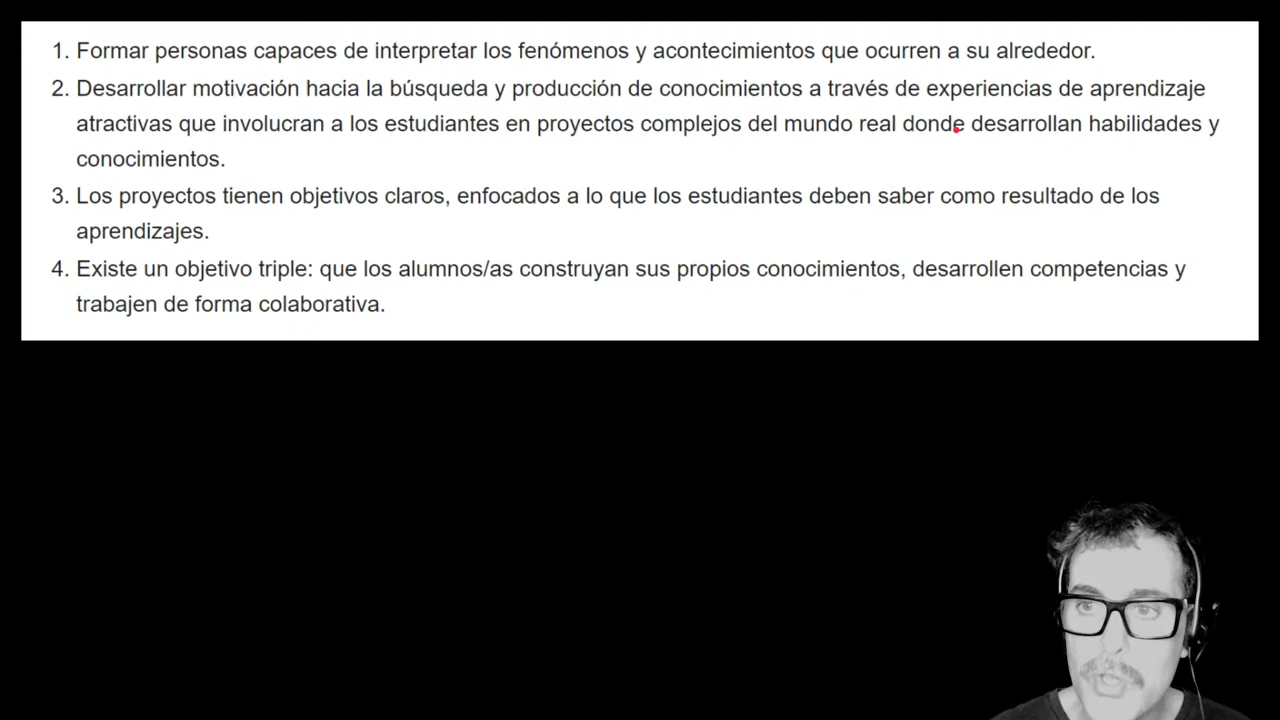 1. Formar personas capaces de interpretar los fenómenos y acontecimientos que ocurren a su alrededor.
2. Desarrollar motivación hacia la búsqueda y producción de conocimientos a través de experiencias de aprendizaje
atractivas que involucran a los estudiantes en proyectos complejos del mundo real donde desarrollan habilidades y
conocimientos.
3. Los proyectos tienen objetivos claros, enfocados a lo que los estudiantes deben saber como resultado de los
aprendizajes.
4. Existe un objetivo triple: que los alumnos/as construyan sus propios conocimientos, desarrollen competencias y
trabajen de forma colaborativa.